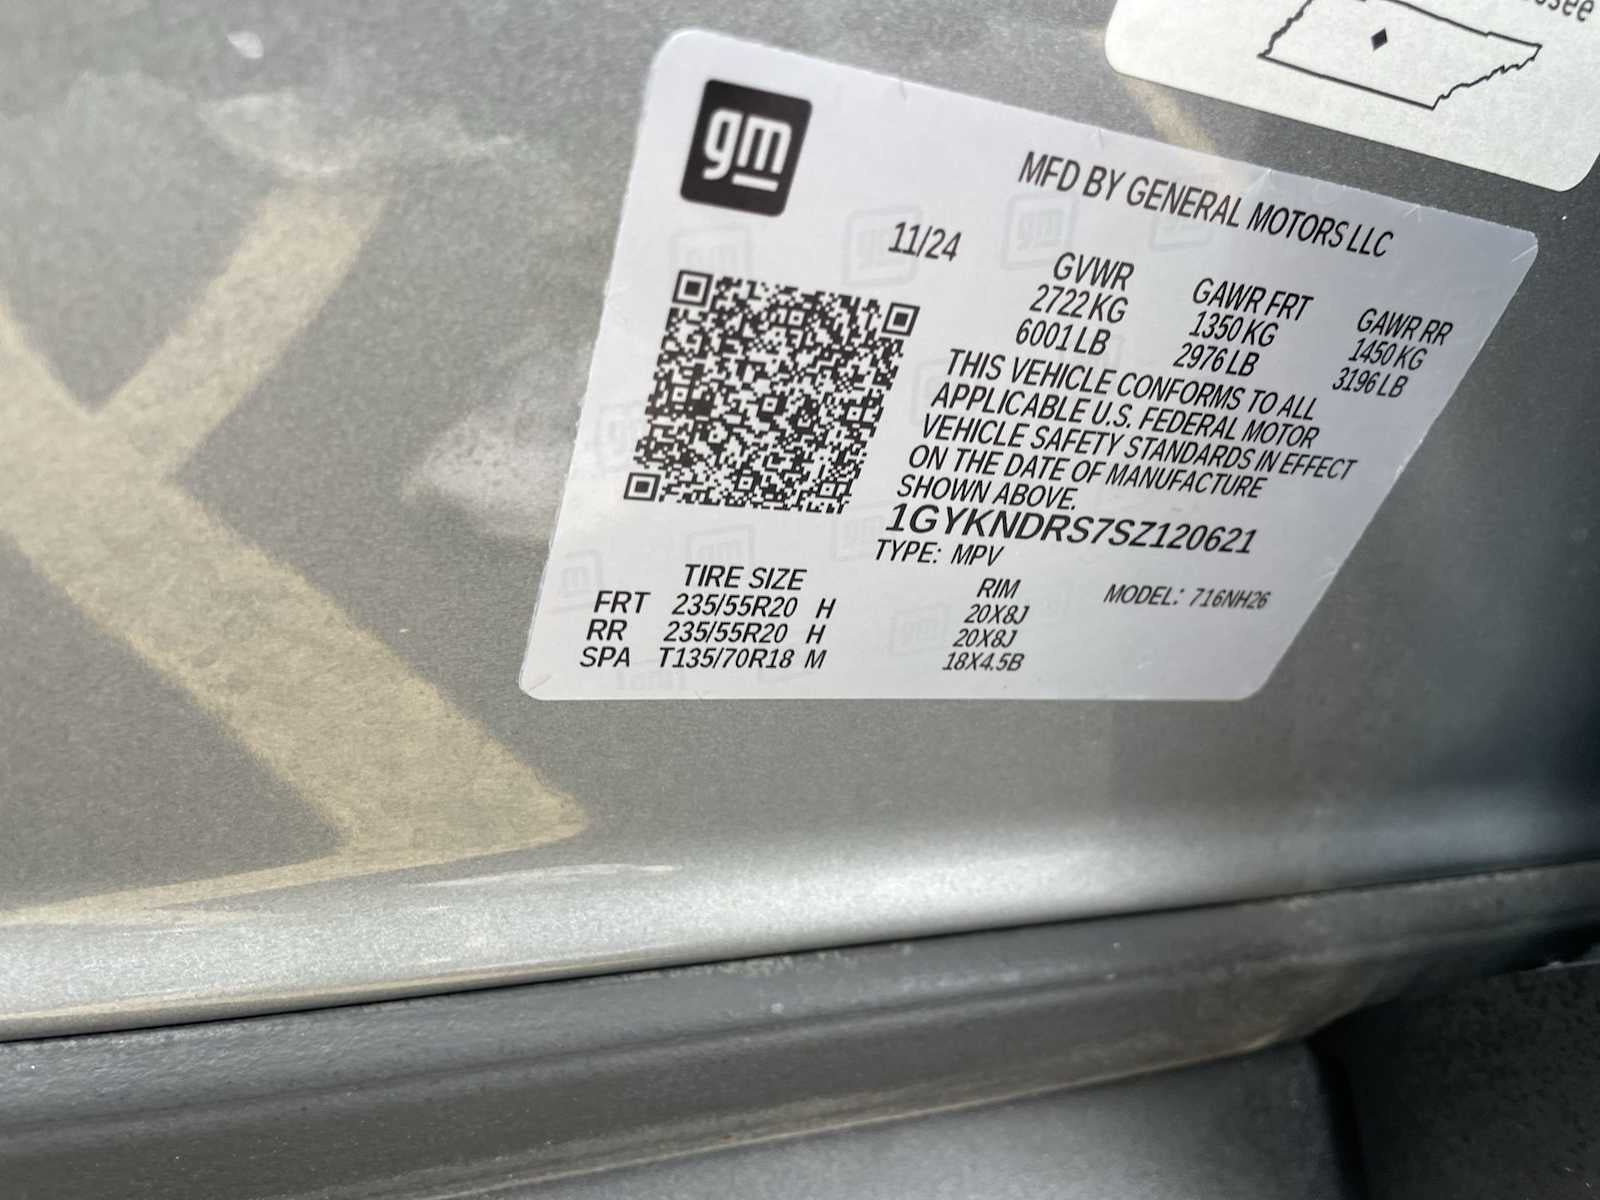 gm
MFD BY GENERAL MOTORS LLC
11/24
GVWR GAWR FRT GAWR RR
2722 KG 1350 KG 1450 KG
6001 LB 2976 LB 3196 LB
THIS VEHICLE CONFORMS TO ALL
APPLICABLE U.S. FEDERAL MOTOR
VEHICLE SAFETY STANDARDS IN EFFECT
ON THE DATE OF MANUFACTURE
SHOWN ABOVE.
1GYKNDRS7SZ120621
TYPE: MPV MODEL: 716NH26
TIRE SIZE RIM
FRT 235/55R20 H 20X8J
RR 235/55R20 H 20X8J
SPA T135/70R18 M 18X4.5B